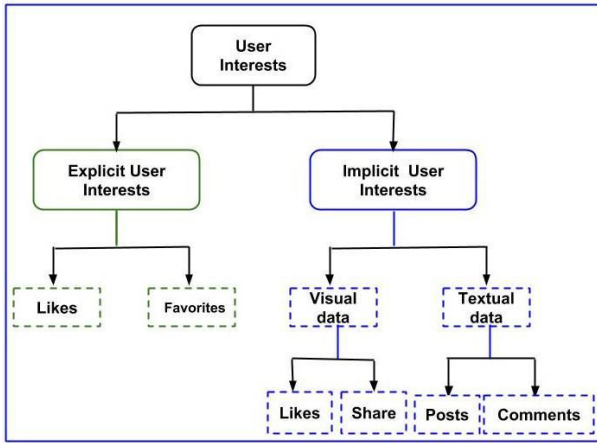 User
Interests
Explicit User
Interests
Implicit User
Interests
Likes
Favorites
Visual
data
Textual
data
Likes
Share
Posts
Comments